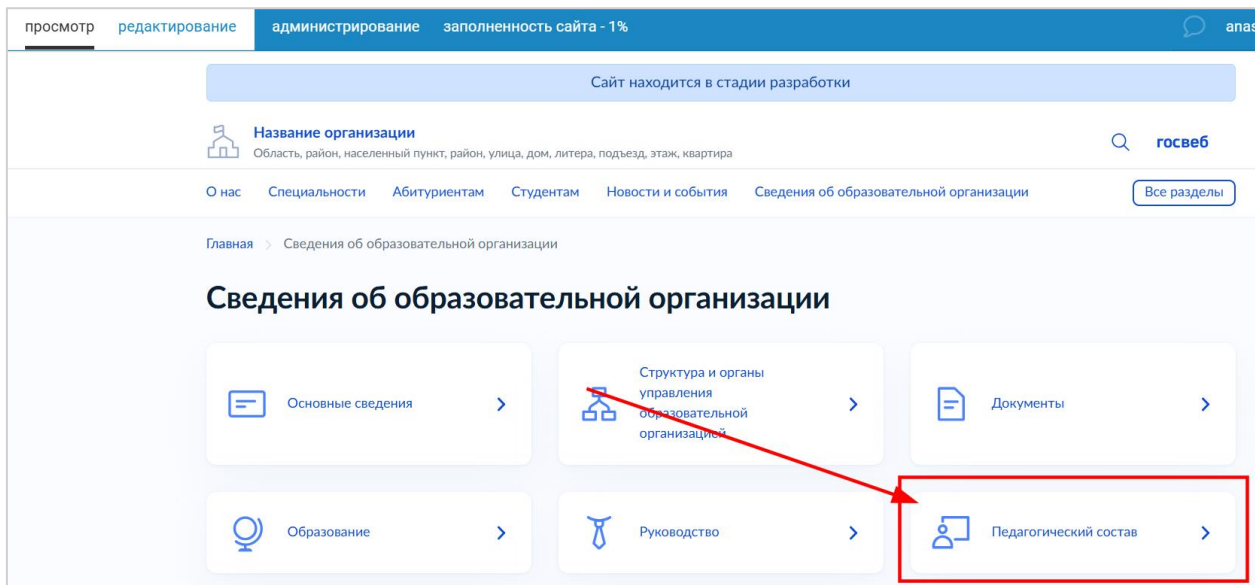 просмотр редактирование администрирование заполненность сайта - 1% anas
Сайт находится в стадии разработки
Название организации
Область, район, населенный пункт, район, улица, дом, литера, подъезд, этаж, квартира
госвеб
О нас Специальности Абитуриентам Студентам Новости и события Сведения об образовательной организации Все разделы
Главная > Сведения об образовательной организации
Сведения об образовательной организации
Основные сведения
Структура и органы
управления
образовательной
организацией
Документы
Образование
Руководство
Педагогический состав